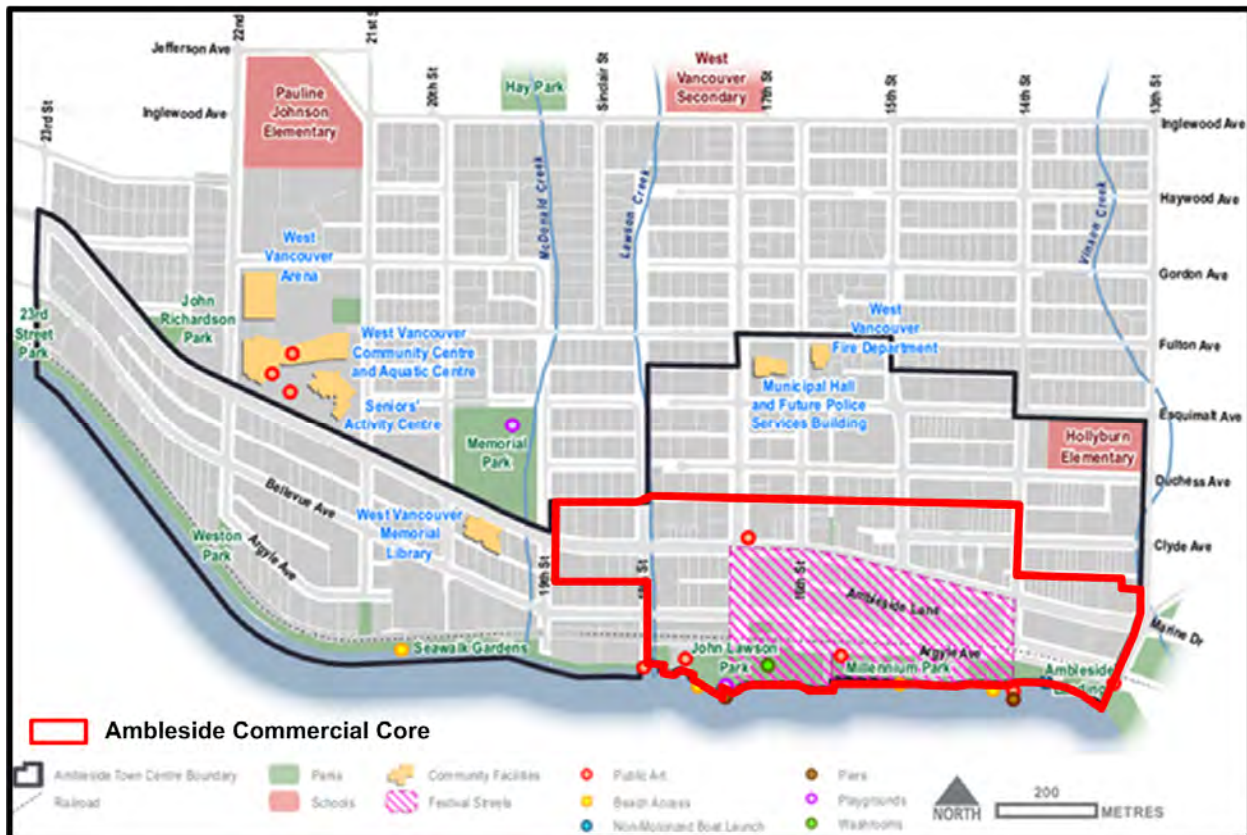 22nd
21st S
Jefferson Ave
20th St
Hay Park
Sinclair St
West
Vancouver
Secondary
17th St
15th St
14th St
13th St
Pauline
Johnson
Elementary
Inglewood Ave
Inglewood Ave
23rd St
McDonald Creek
Lawson Creek
Vinson Creek
Haywood Ave
West
Vancouver
Arena
Gordon Ave
23rd
Street
Park
John
Richardson
Park
West Vancouver
Community Centre
and Aquatic Centre
West
Vancouver
Fire Department
Fulton Ave
Seniors'
Activity Centre
Municipal Hall
and Future Police
Services Building
Esquimalt Ave
Memorial
Park
Hollyburn
Elementary
Duchess Ave
Bellevue Ave
West Vancouver
Memorial
Library
Weston
Park
Argyle Ave
Clyde Ave
19th St
18th St
16th St
Ambleside Lane
Marine Dr
Seawalk Gardens
John Lawson
Park
Argyle Ave
Millennium Park
Ambleside
Ambleside Commercial Core
Ambleside Town Centre Boundary
Parks
Community Facilities
Public Art
Piers
Railroad
Schools
Festival Streets
Beach Access
Playgrounds
Non-Motorized Boat Launch
Washrooms
NORTH
200
METRES